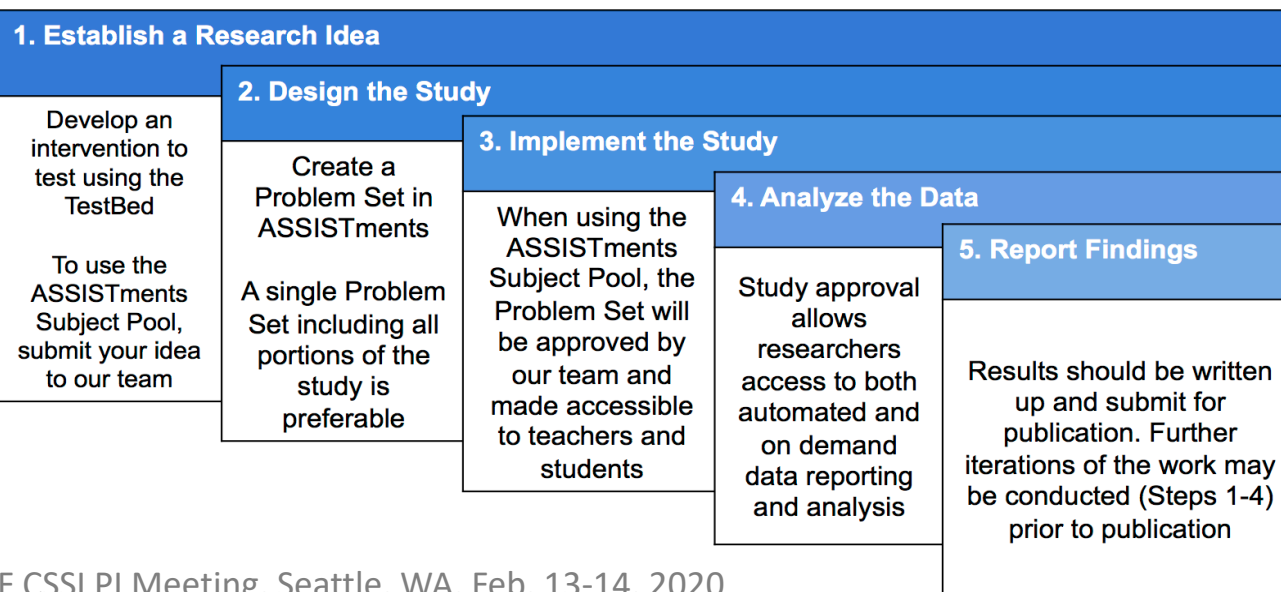 1. Establish a Research Idea
Develop an
intervention to
test using the
TestBed
To use the
ASSISTments
Subject Pool,
submit your idea
to our team
2. Design the Study
Create a
Problem Set in
ASSISTments
A single Problem
Set including all
portions of the
study is
preferable
3. Implement the Study
When using the
ASSISTments
Subject Pool, the
Problem Set will
be approved by
our team and
made accessible
to teachers and
students
4. Analyze the Data
Study approval
allows
researchers
access to both
automated and
on demand
data reporting
and analysis
5. Report Findings
Results should be written
up and submit for
publication. Further
iterations of the work may
be conducted (Steps 1-4)
prior to publication
CSSI PI Meeting, Seattle, WA, Feb. 13-14, 2020